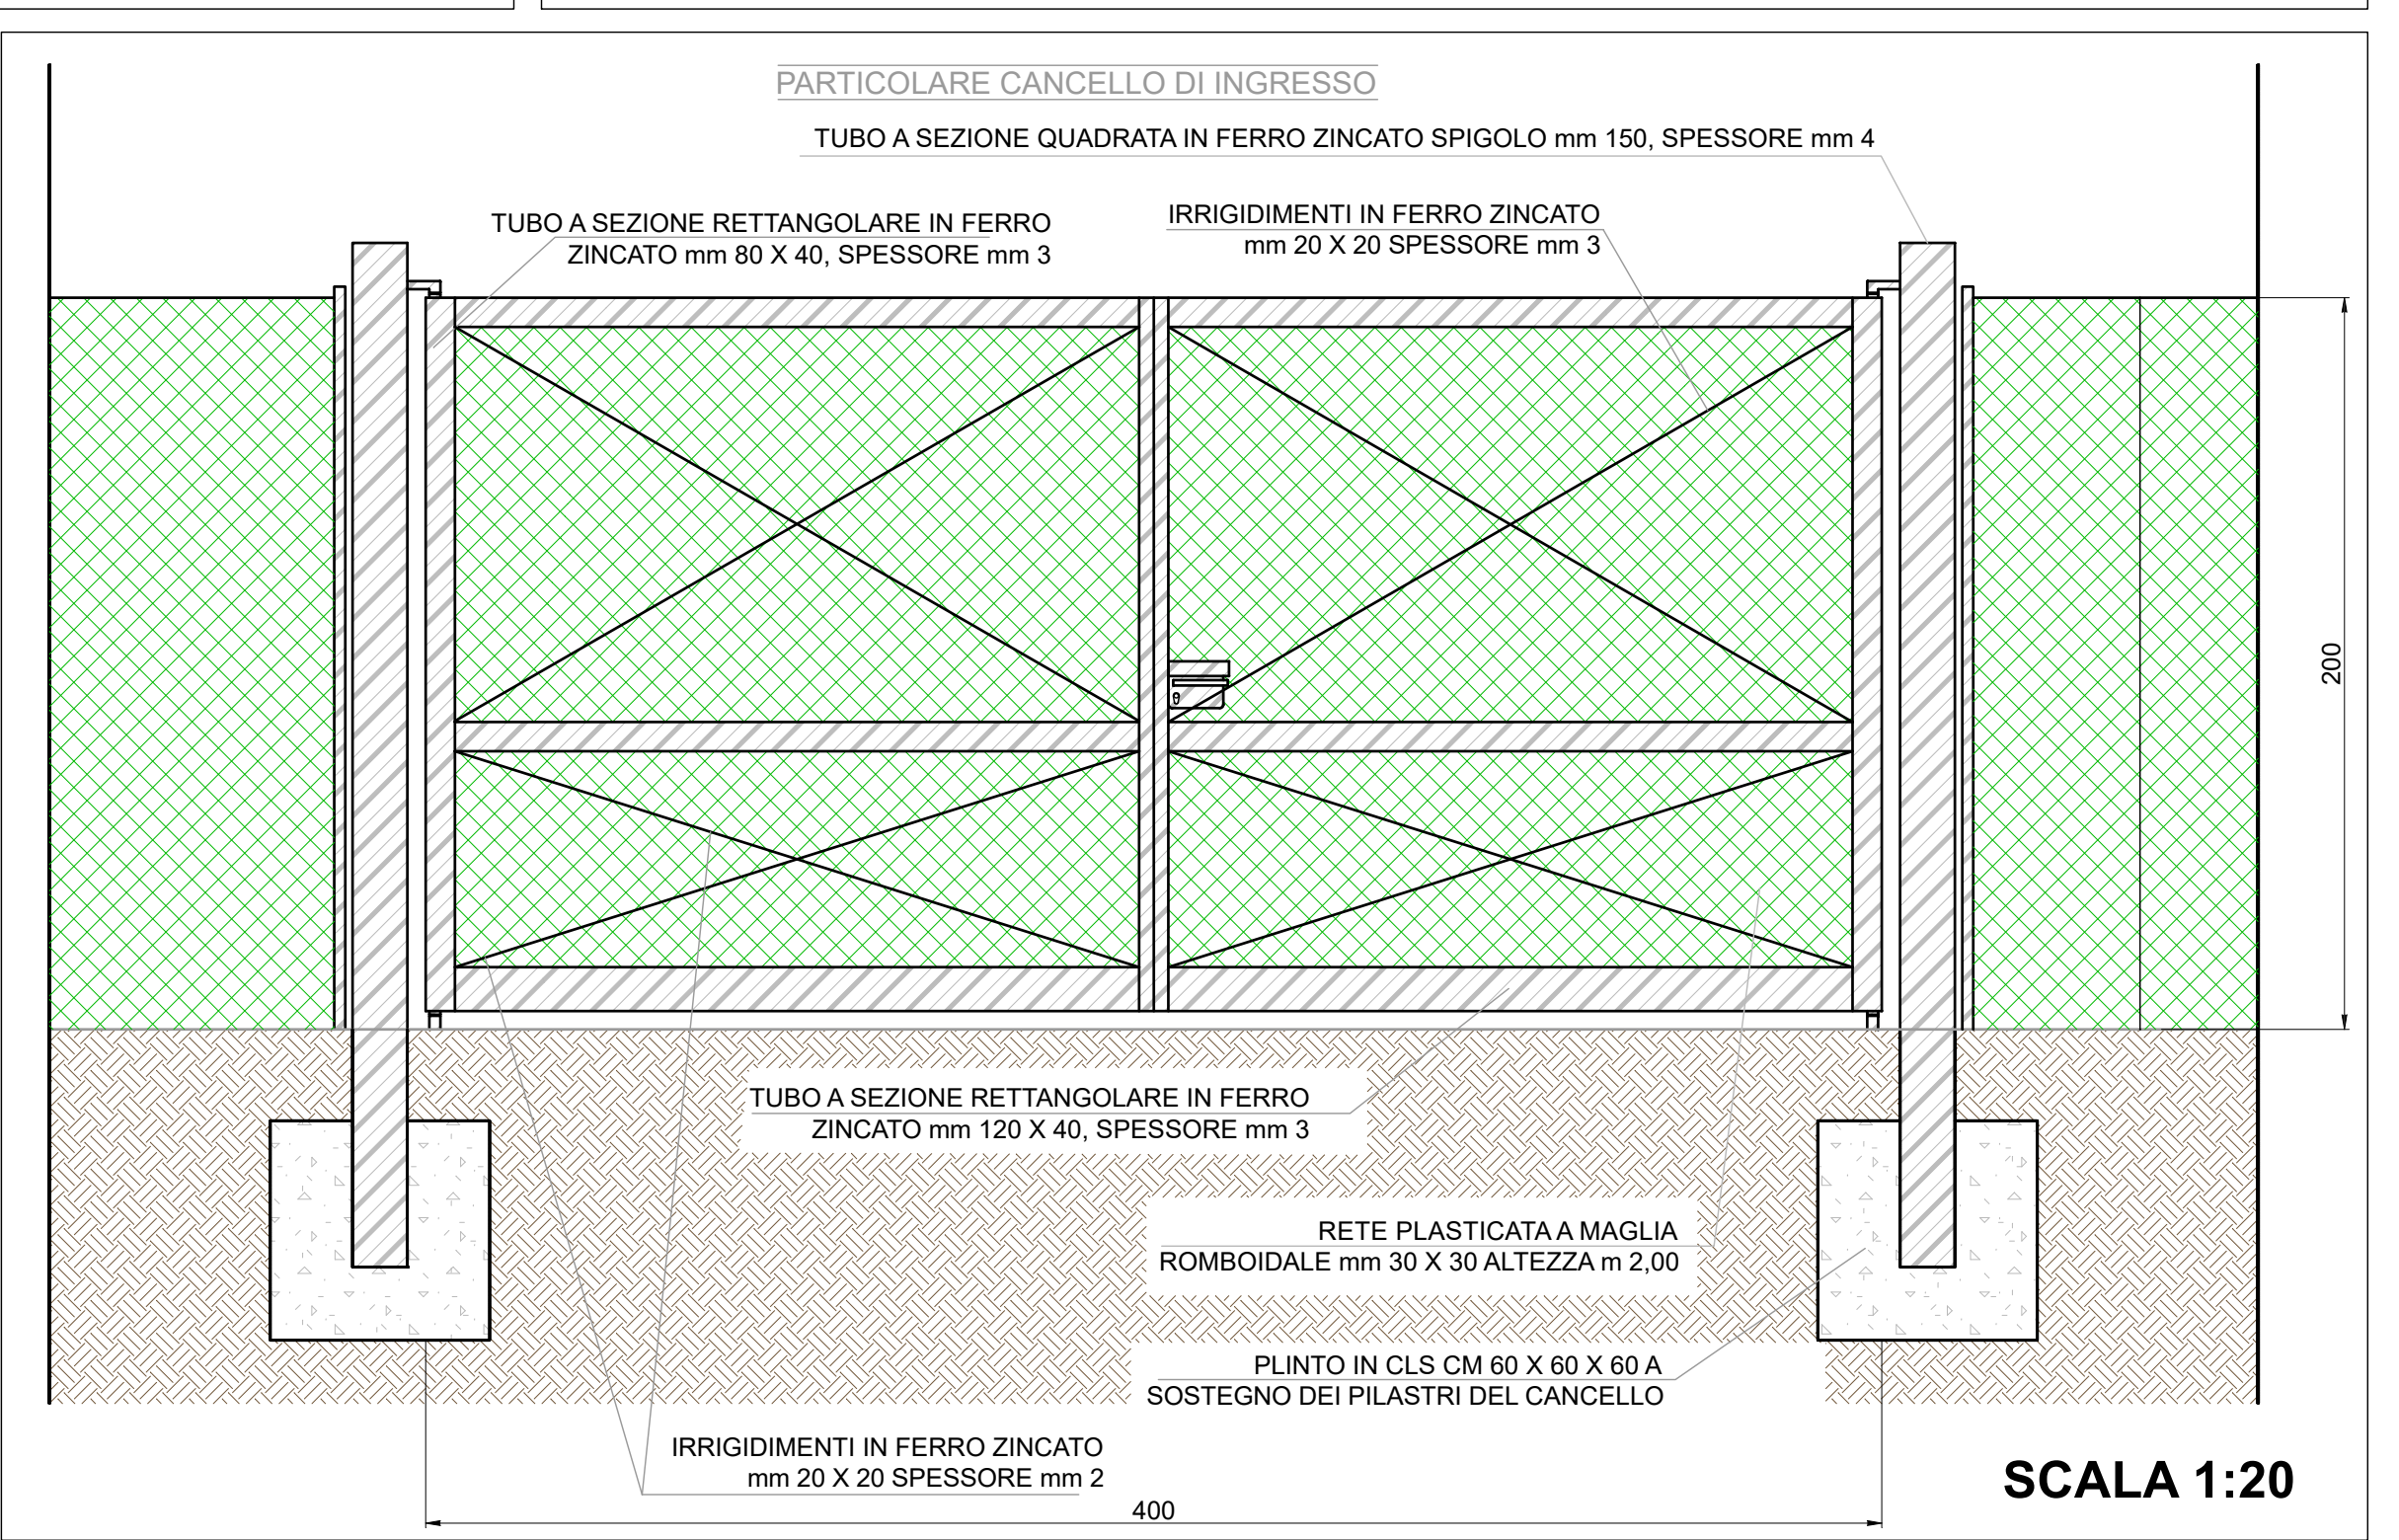 PARTICOLARE CANCELLO DI INGRESSO
TUBO A SEZIONE QUADRATA IN FERRO ZINCATO SPIGOLO mm 150, SPESSORE mm 4
TUBO A SEZIONE RETTANGOLARE IN FERRO
ZINCATO mm 80 X 40, SPESSORE mm 3
IRRIGIDIMENTI IN FERRO ZINCATO
mm 20 X 20 SPESSORE mm 3
200
TUBO A SEZIONE RETTANGOLARE IN FERRO
ZINCATO mm 120 X 40, SPESSORE mm 3
RETE PLASTICATA A MAGLIA
ROMBOIDALE mm 30 X 30 ALTEZZA m 2,00
PLINTO IN CLS CM 60 X 60 X 60 A
SOSTEGNO DEI PILASTRI DEL CANCELLO
IRRIGIDIMENTI IN FERRO ZINCATO
mm 20 X 20 SPESSORE mm 2
SCALA 1:20
400